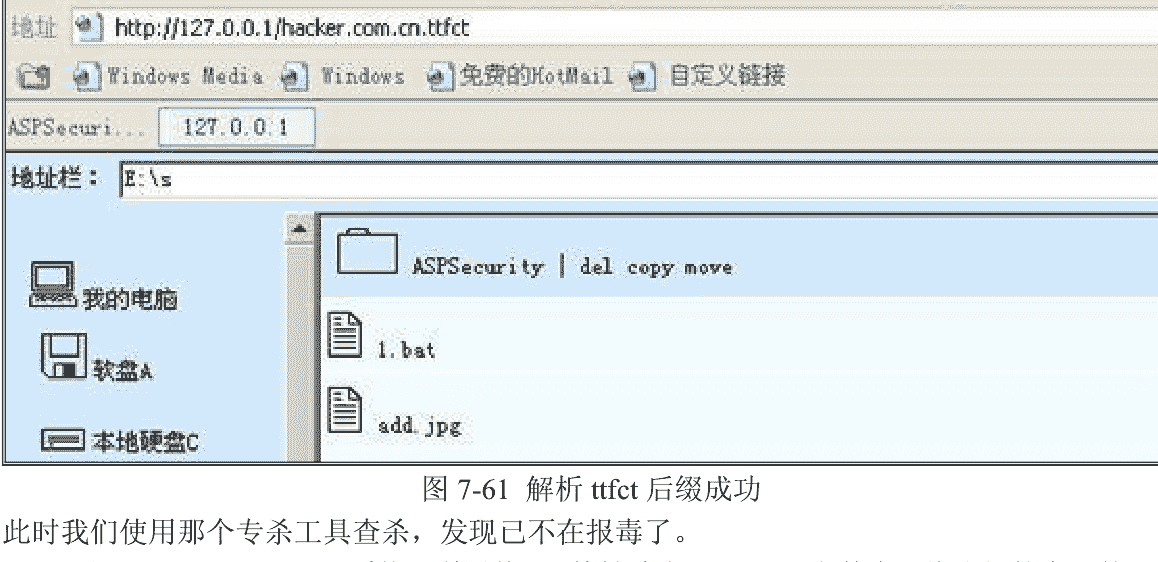 地址 http://127.0.0.1/hacker.com.cn.ttfct
Windows Media Windows 免费的HotMail 自定义链接
ASPSecuri... 127.0.0.1
地址栏： E:\s
ASPSecurity | del copy move
我的电脑
1.bat
软盘A
add.jpg
本地硬盘C
图 7-61 解析 ttfct 后缀成功
此时我们使用那个专杀工具查杀，发现已不在报毒了。